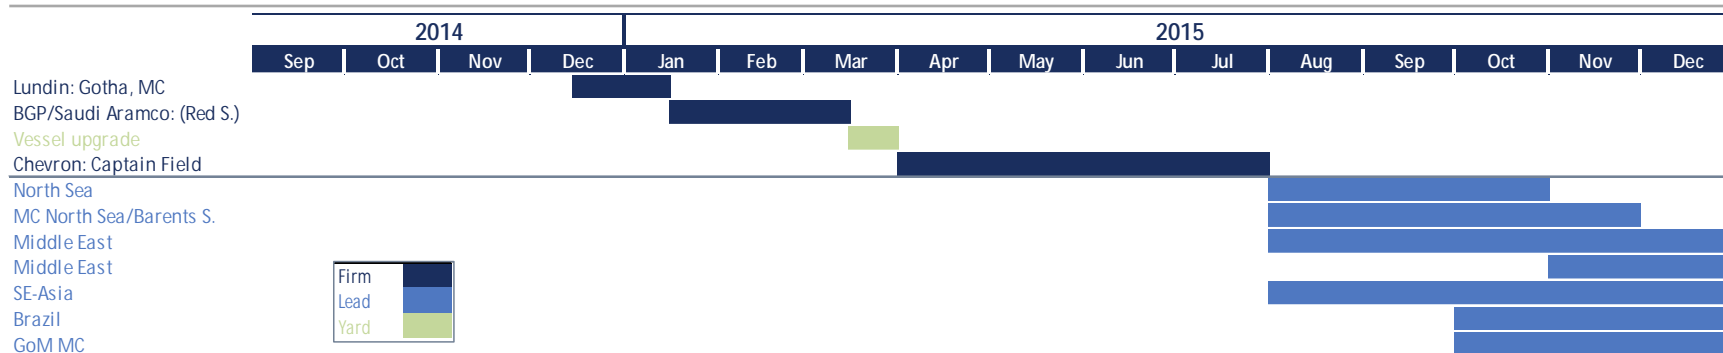 2014 2015
Sep Oct Nov Dec Jan Feb Mar Apr May Jun Jul Aug Sep Oct Nov Dec
Lundin: Gotha, MC
BGP/Saudi Aramco: (Red S.)
Vessel upgrade
Chevron: Captain Field
North Sea
MC North Sea/Barents S.
Middle East
Middle East
SE-Asia
Brazil
GoM MC
Firm
Lead
Yard